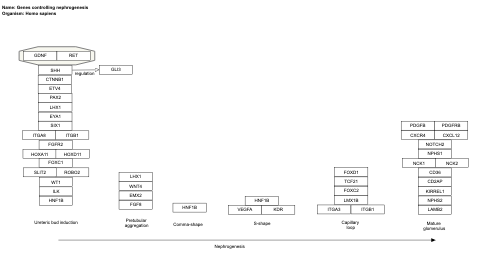 Name: Genes controlling nephrogenesis
Organism: Homo sapiens
GDNF RET
SHH
regulation
GLI3
CTNNB1
ETV4
PAX2
LHX1
EYA1
SIX1
ITGA8 ITGB1
FGFR2
HOXA11 HOXD11
FOXC1
SLIT2 ROBO2
WT1
ILK
HNF1B
Ureteric bud induction
LHX1
WNT4
EMX2
FGF8
Pretubular
aggregation
HNF1B
Comma-shape
HNF1B
VEGFA KDR
S-shape
FOXD1
TCF21
FOXC2
LMX1B
ITGA3 ITGB1
Capillary
loop
PDGFB PDGFRB
CXCR4 CXCL12
NOTCH2
NPHS1
NCK1 NCK2
CD36
CD2AP
KIRREL1
NPHS2
LAMB2
Mature
glomerulus
Nephrogenesis